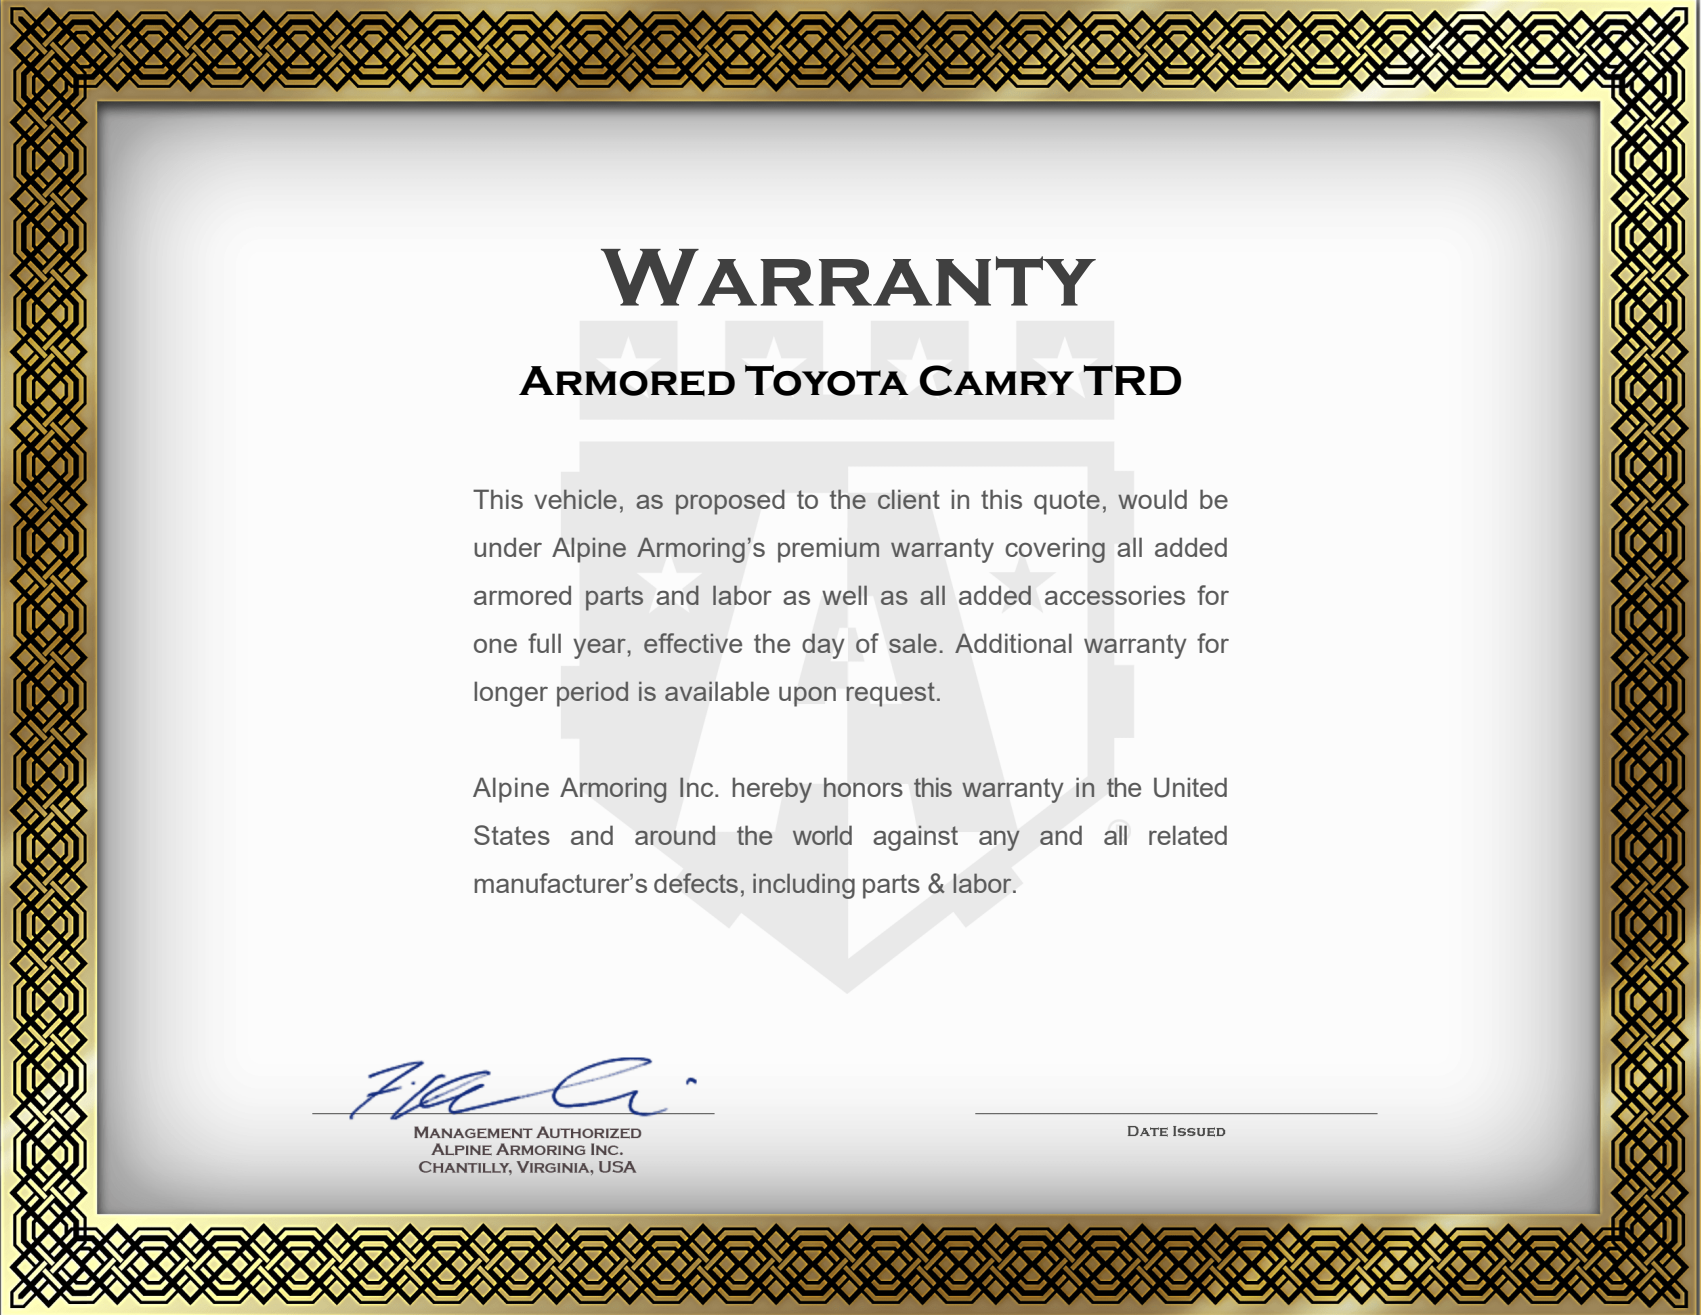 WARRANTY
ARMORED TOYOTA CAMRY TRD
This vehicle, as proposed to the client in this quote, would be
under Alpine Armoring’s premium warranty covering all added
armored parts and labor as well as all added accessories for
one full year, effective the day of sale. Additional warranty for
longer period is available upon request.
Alpine Armoring Inc. hereby honors this warranty in the United
States and around the world against any and all related
manufacturer’s defects, including parts & labor.
®
MANAGEMENT AUTHORIZED
ALPINE ARMORING INC.
CHANTILLY, VIRGINIA, USA
DATE ISSUED